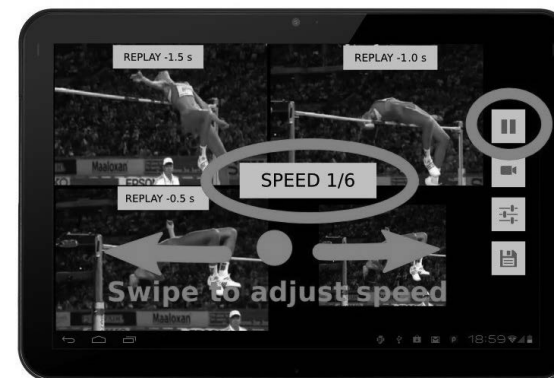 REPLAY -1.5 s
REPLAY -1.0 s
Maaloxan
EPSON
SPEED 1/6
REPLAY -0.5 s
Swipe to adjust speed
Maaloxan
P
18:59